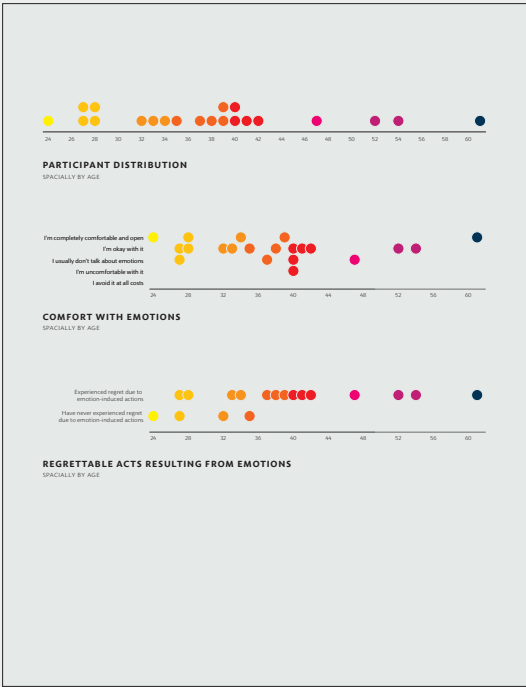 24 26 28 30 32 34 36 38 40 42 44 46 48 50 52 54 56 58 60
PARTICIPANT DISTRIBUTION
SPACIALLY BY AGE
I'm completely comfortable and open
I'm okay with it
I usually don't talk about emotions
I'm uncomfortable with it
I avoid it at all costs
24 28 32 36 40 44 48 52 56 60
COMFORT WITH EMOTIONS
SPACIALLY BY AGE
Experienced regret due to
emotion-induced actions
Have never experienced regret
due to emotion-induced actions
24 28 32 36 40 44 48 52 56 60
REGRETTABLE ACTS RESULTING FROM EMOTIONS
SPACIALLY BY AGE